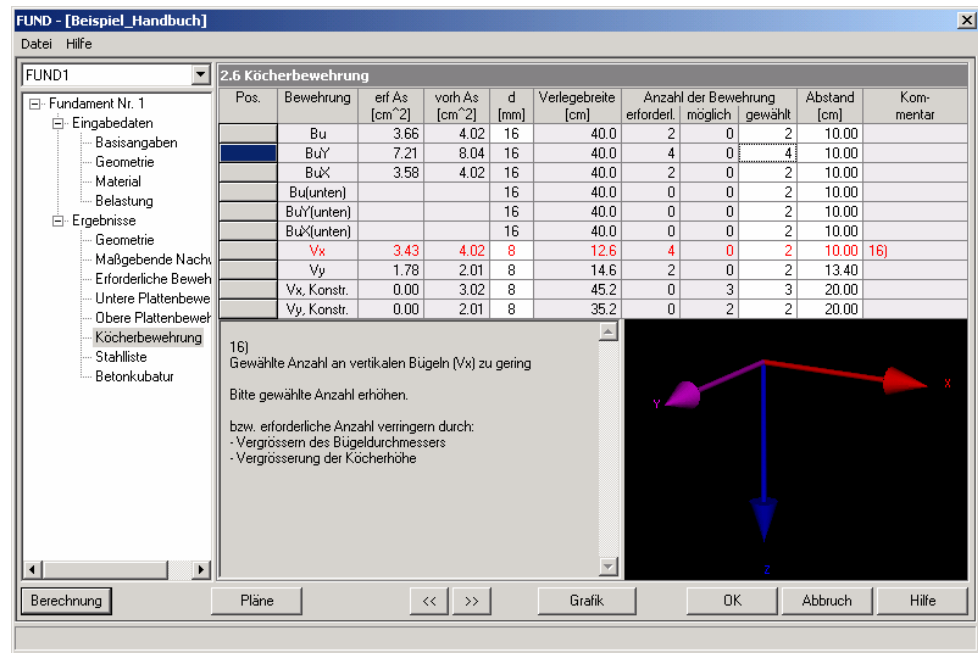 FUND - [Beispiel_Handbuch]
Datei Hilfe
FUND1
Fundament Nr. 1
Eingabedaten
Basisangaben
Geometrie
Material
Belastung
Ergebnisse
Geometrie
Maßgebende Nachw
Erforderliche Beweh
Untere Plattenbewe
Obere Plattenbeweh
Köcherbewehrung
Stahlliste
Betonkubatur
2.6 Köcherbewehrung
Pos. Bewehrung erf As vorh As d Verlegebreite Anzahl der Bewehrung Abstand Kom-
[cm^2] [cm^2] [mm] [cm] erforderl. möglich gewählt [cm] mentar
Bu 3.66 4.02 16 40.0 2 0 2 10.00
BuY 7.21 8.04 16 40.0 4 0 4 10.00
BuX 3.58 4.02 16 40.0 2 0 2 10.00
Bu(unten) 16 40.0 0 0 2 10.00
BuY(unten) 16 40.0 0 0 2 10.00
BuX(unten) 16 40.0 0 0 2 10.00
Vx 3.43 4.02 8 12.6 4 0 2 10.00 16)
Vy 1.78 2.01 8 14.6 2 0 2 13.40
Vx, Konstr. 0.00 3.02 8 45.2 0 3 3 20.00
Vy, Konstr. 0.00 2.01 8 35.2 0 2 2 20.00
16)
Gewählte Anzahl an vertikalen Bügeln (Vx) zu gering
Bitte gewählte Anzahl erhöhen.
bzw. erforderliche Anzahl verringern durch:
- Vergrössern des Bügeldurchmessers
- Vergrösserung der Köcherhöhe
X
Y
Z
Berechnung Pläne << >> Grafik OK Abbruch Hilfe